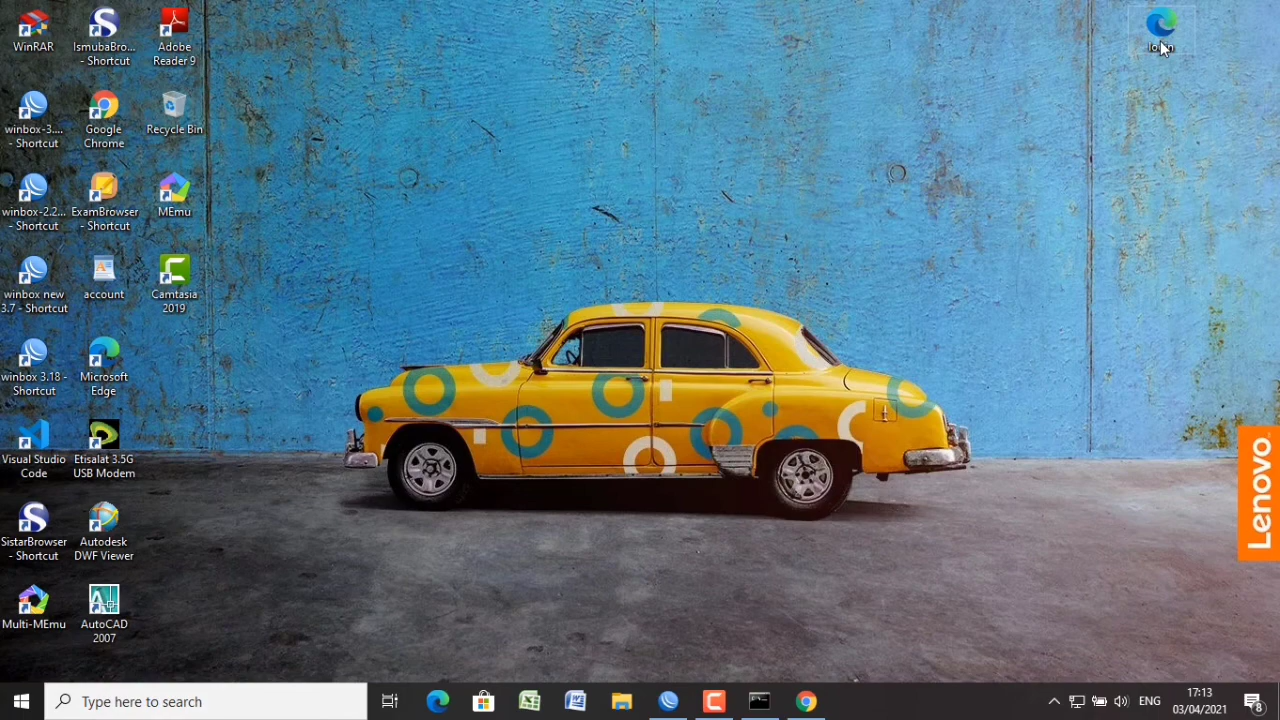 WinRAR
IsmubaBro...
- Shortcut
Adobe
Reader 9
winbox-3....
- Shortcut
Google
Chrome
Recycle Bin
winbox-2.2...
- Shortcut
ExamBrowser
- Shortcut
MEmu
winbox new
3.7 - Shortcut
account
Camtasia
2019
winbox 3.18 -
Shortcut
Microsoft
Edge
Visual Studio
Code
Etisalat 3.5G
USB Modem
SistarBrowser
- Shortcut
Autodesk
DWF Viewer
Multi-MEmu
AutoCAD
2007
Lenovo
Type here to search
ENG
17:13
03/04/2021
8